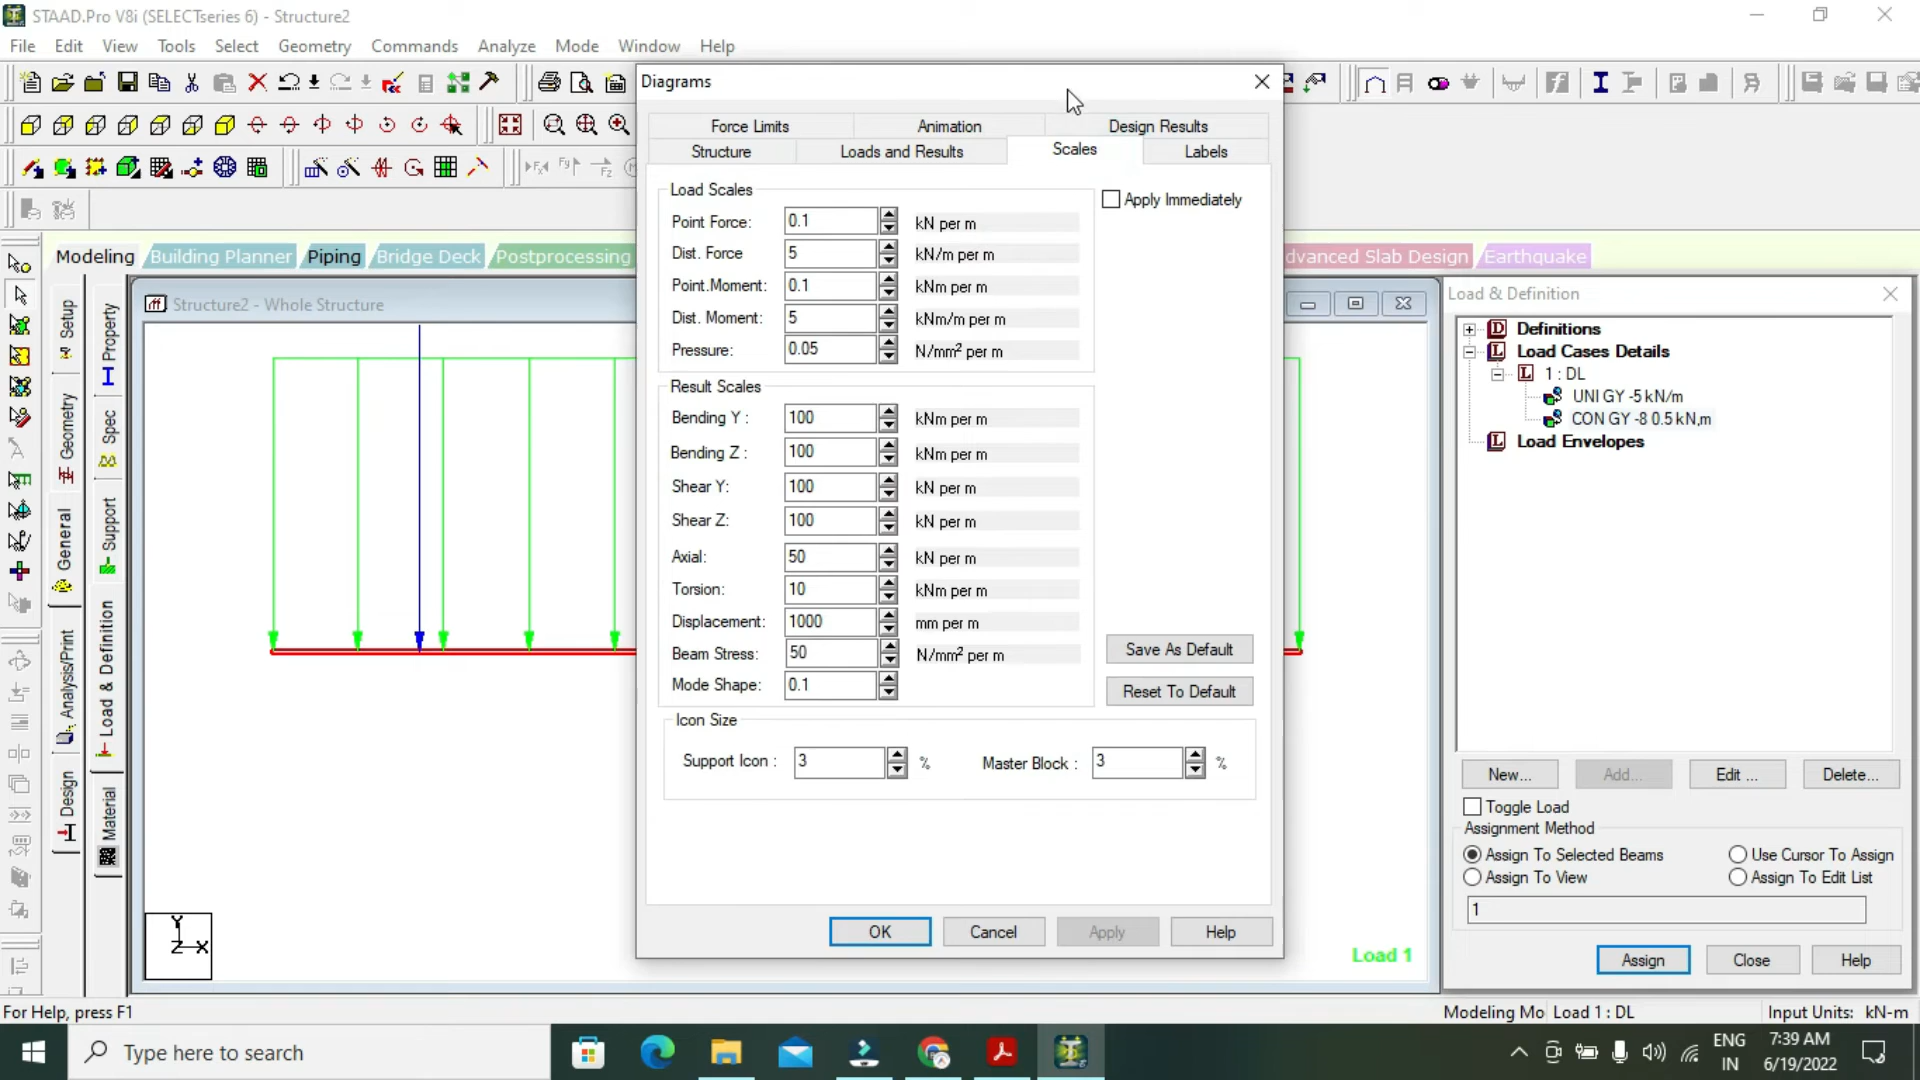 STAAD.Pro V8i (SELECTseries 6) - Structure2
File Edit View Tools Select Geometry Commands Analyze Mode Window Help
Diagrams
Force Limits Animation Design Results
Structure Loads and Results Scales Labels
Load Scales
Apply Immediately
Point Force: 0.1 kN per m
Dist. Force 5 kN/m per m
Point.Moment: 0.1 kNm per m
Dist. Moment: 5 kNm/m per m
Pressure: 0.05 N/mm² per m
Result Scales
Bending Y : 100 kNm per m
Bending Z : 100 kNm per m
Shear Y: 100 kN per m
Shear Z: 100 kN per m
Axial: 50 kN per m
Torsion: 10 kNm per m
Displacement: 1000 mm per m
Beam Stress: 50 N/mm² per m
Mode Shape: 0.1
Save As Default
Reset To Default
Icon Size
Support Icon : 3 % Master Block : 3 %
OK Cancel Apply Help
Modeling Building Planner Piping Bridge Deck Postprocessing
dvanced Slab Design Earthquake
Structure2 - Whole Structure
Setup
Geometry
General
Analysis/Print
Design
Property
Spec
Support
Load & Definition
Material
Y
Z X
Load 1
Load & Definition
Definitions
Load Cases Details
1 : DL
UNI GY -5 kN/m
CON GY -8 0.5 kN,m
Load Envelopes
New... Add... Edit ... Delete...
Toggle Load
Assignment Method
Assign To Selected Beams Use Cursor To Assign
Assign To View Assign To Edit List
1
Assign Close Help
For Help, press F1
Modeling Mo Load 1 : DL Input Units: kN-m
Type here to search
ENG
IN
7:39 AM
6/19/2022